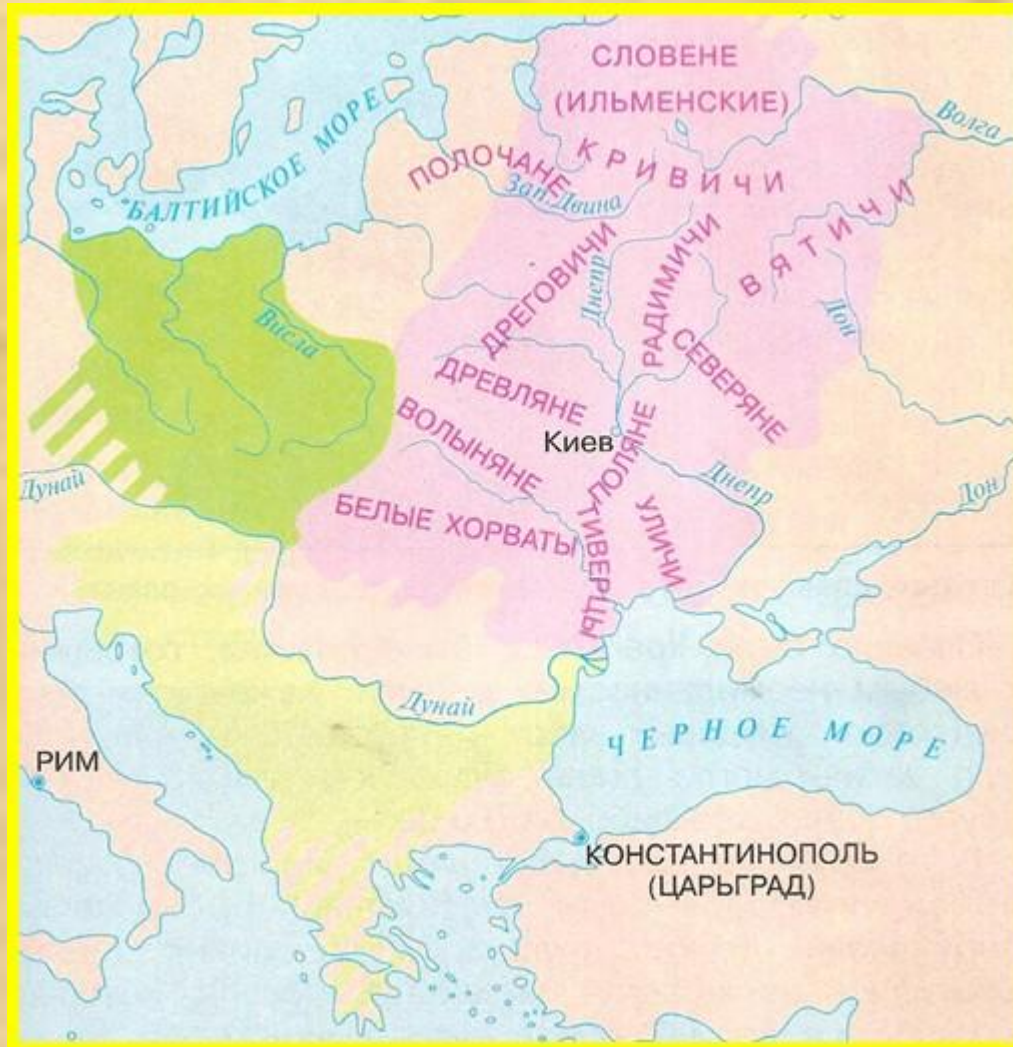 СЛОВЕНЕ
(ИЛЬМЕНСКИЕ)
Волга
БАЛТИЙСКОЕ МОРЕ
ПОЛОЧАНЕ
КРИВИЧИ
Зап. Двина
ВЯТИЧИ
ДРЕГОВИЧИ
Днепр
РАДИМИЧИ
Дон
Висла
СЕВЕРЯНЕ
ДРЕВЛЯНЕ
ВОЛЫНЯНЕ
Киев
ПОЛЯНЕ
Дунай
Днепр
Дон
БЕЛЫЕ ХОРВАТЫ
ТИВЕРЦЫ
УЛИЧИ
Дунай
ЧЕРНОЕ МОРЕ
РИМ
КОНСТАНТИНОПОЛЬ
(ЦАРЬГРАД)